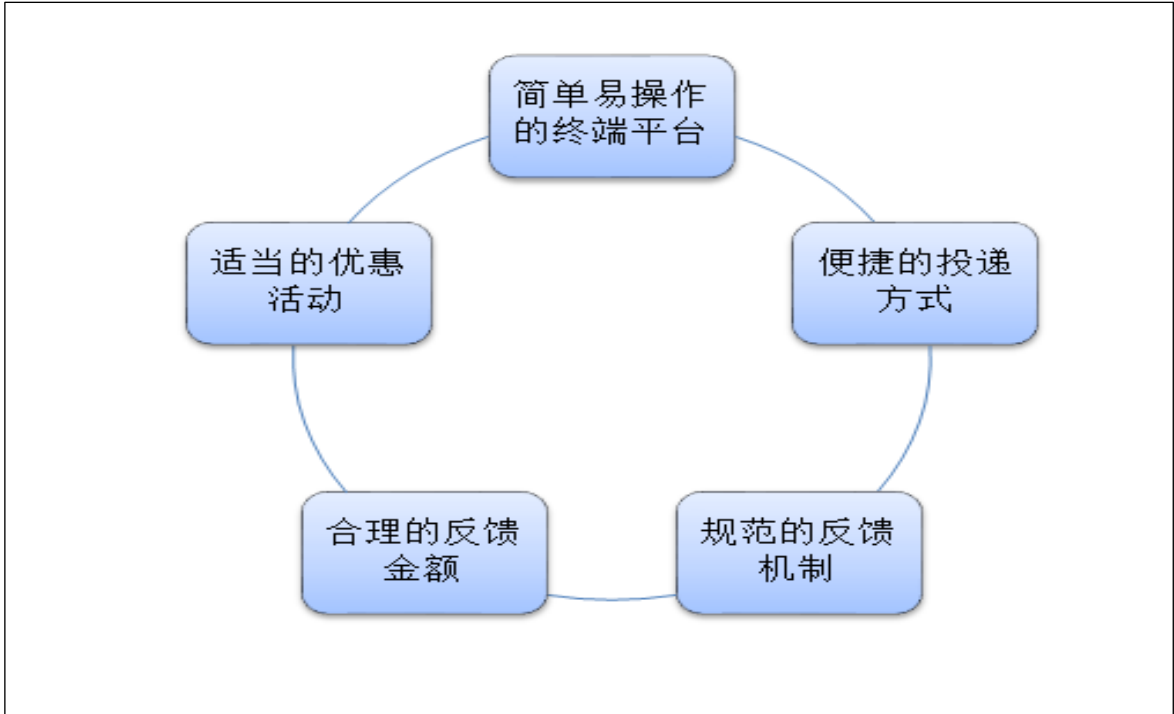 简单易操作
的终端平台
适当的优惠
活动
便捷的投递
方式
合理的反馈
金额
规范的反馈
机制